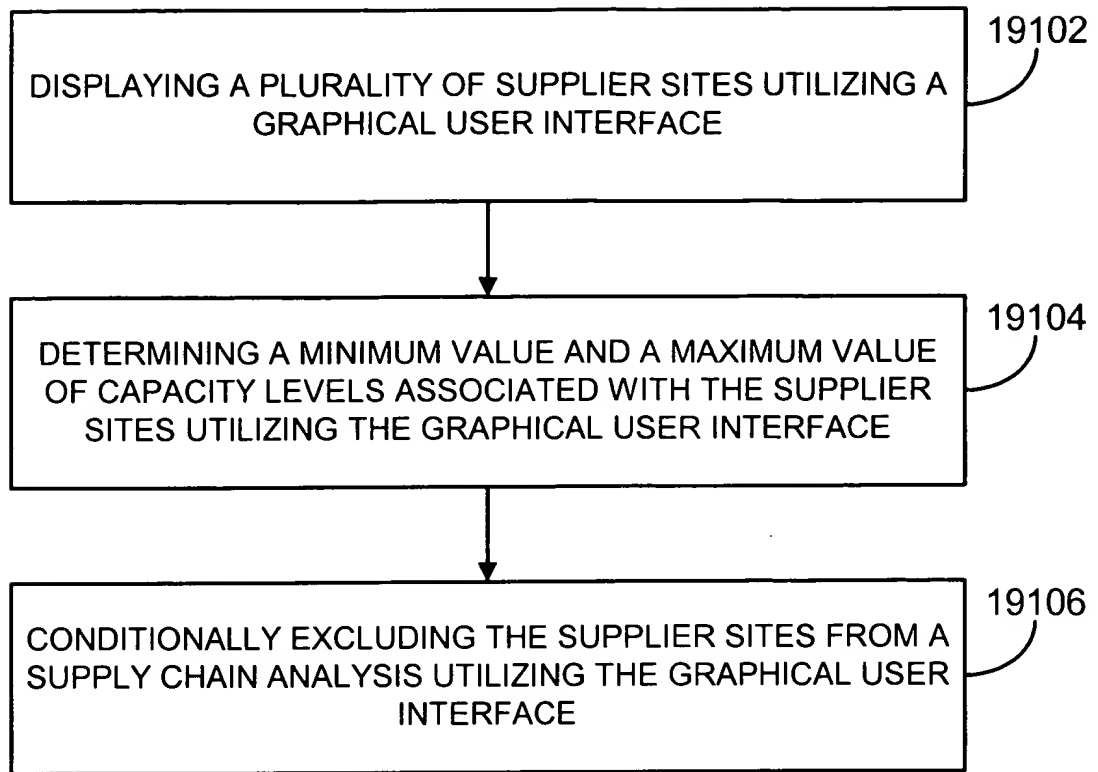 19102
DISPLAYING A PLURALITY OF SUPPLIER SITES UTILIZING A
GRAPHICAL USER INTERFACE
19104
DETERMINING A MINIMUM VALUE AND A MAXIMUM VALUE
OF CAPACITY LEVELS ASSOCIATED WITH THE SUPPLIER
SITES UTILIZING THE GRAPHICAL USER INTERFACE
19106
CONDITIONALLY EXCLUDING THE SUPPLIER SITES FROM A
SUPPLY CHAIN ANALYSIS UTILIZING THE GRAPHICAL USER
INTERFACE